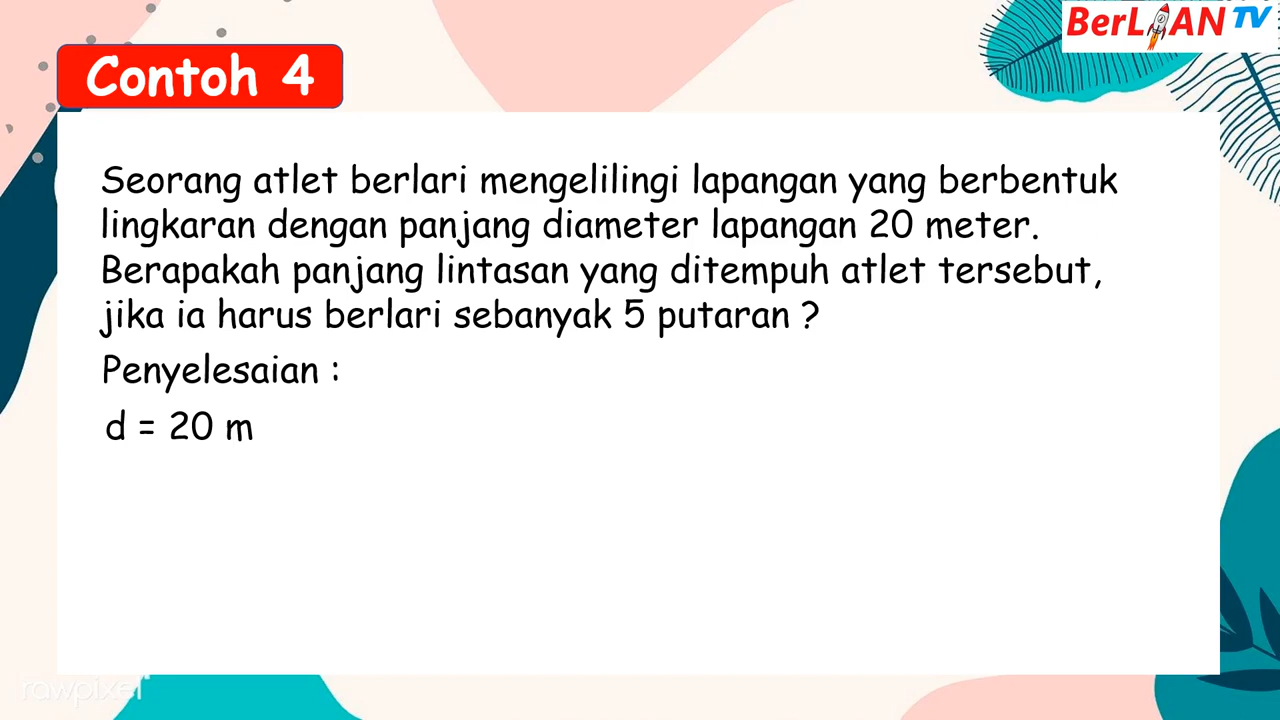 BerLIAN TV
Contoh 4
Seorang atlet berlari mengelilingi lapangan yang berbentuk
lingkaran dengan panjang diameter lapangan 20 meter.
Berapakah panjang lintasan yang ditempuh atlet tersebut,
jika ia harus berlari sebanyak 5 putaran ?
Penyelesaian :
d = 20 m
rawpixel